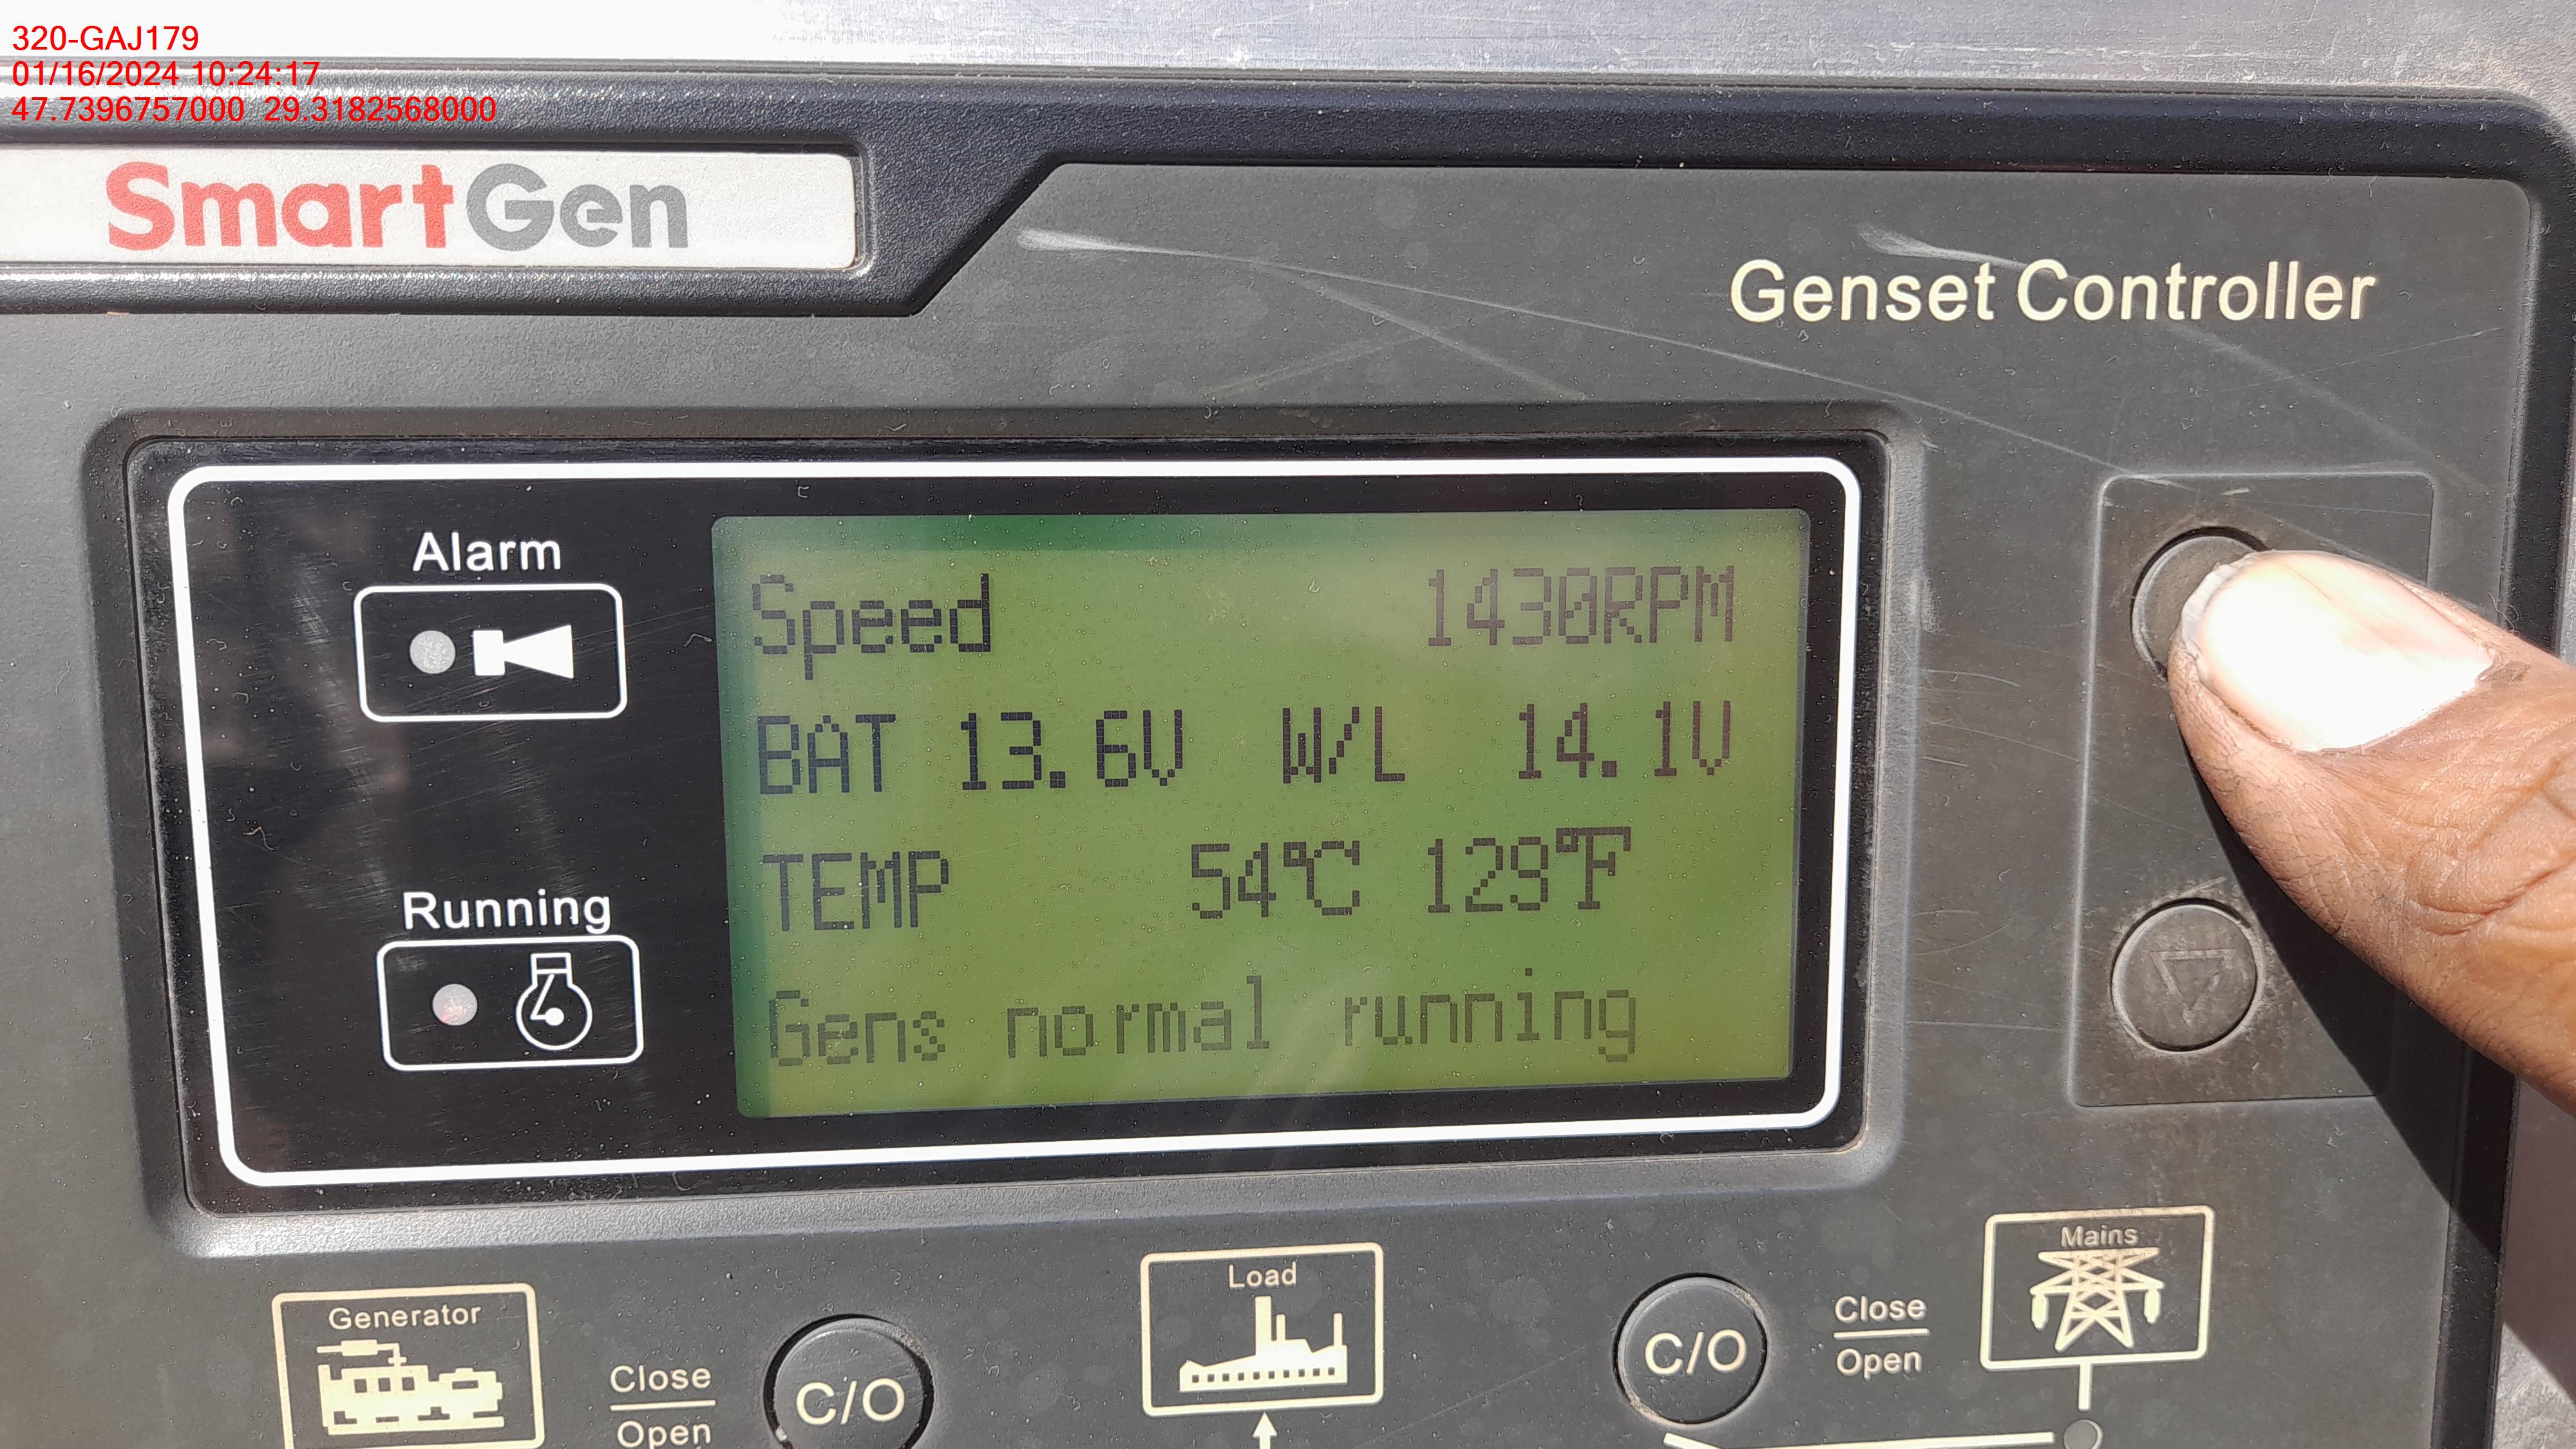 320-GAJ179
01/16/2024 10:24:17
47.7396757000 29.3182568000
SmartGen
Genset Controller
Alarm
Speed 1430RPM
BAT 13.6V W/L 14.1V
TEMP 54℃ 129℉
Running
Gens normal running
Mains
Load
Generator
Close
Open
C/O
C/O
Close
Open